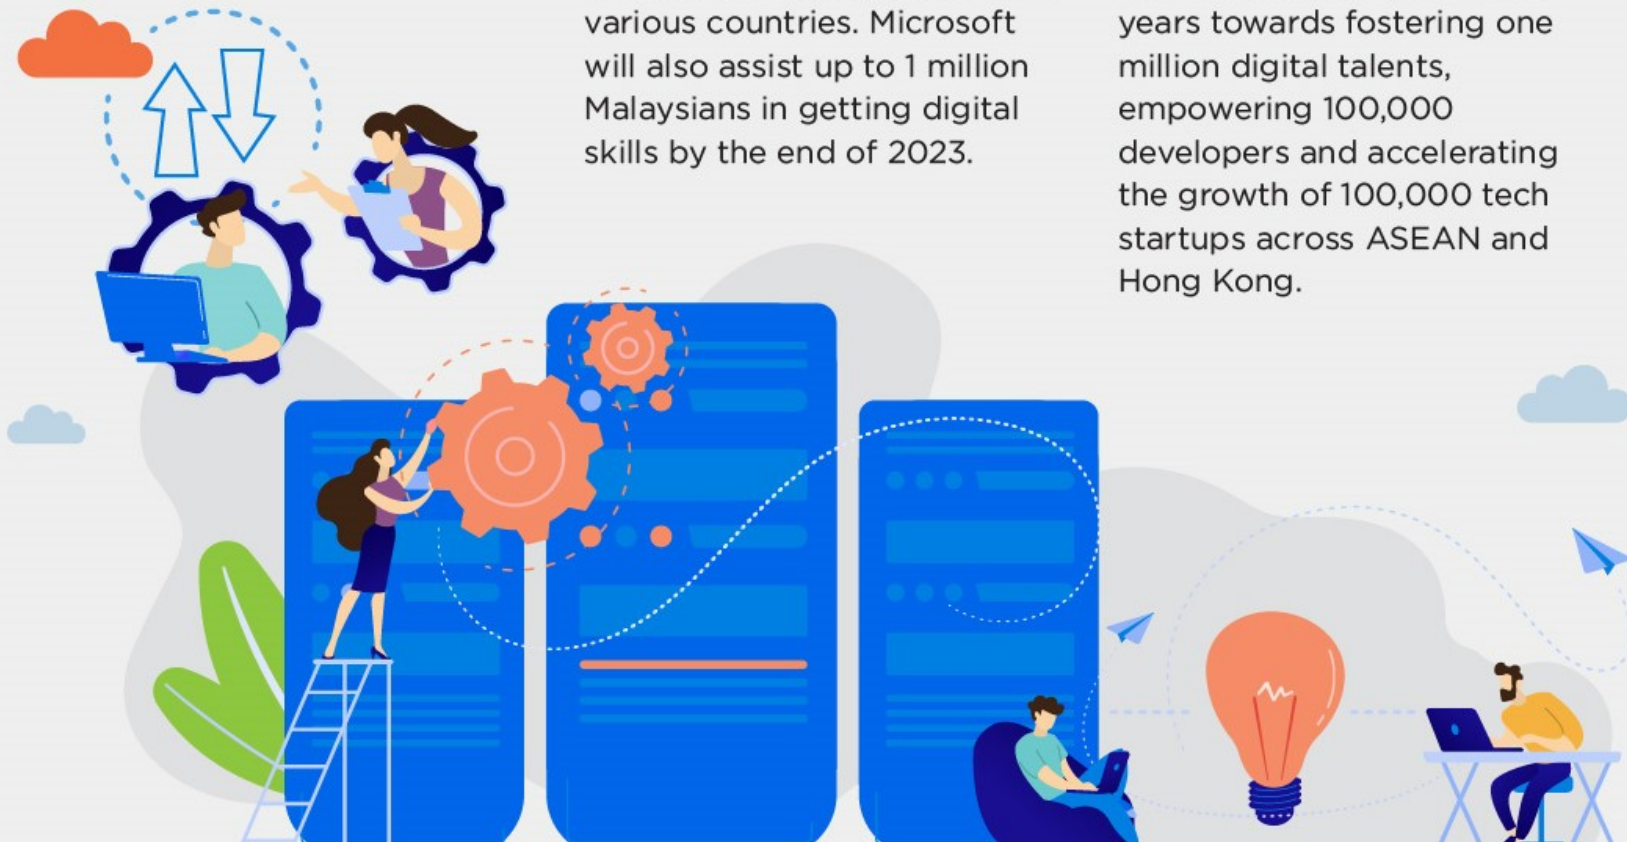 various countries. Microsoft
will also assist up to 1 million
Malaysians in getting digital
skills by the end of 2023.
years towards fostering one
million digital talents,
empowering 100,000
developers and accelerating
the growth of 100,000 tech
startups across ASEAN and
Hong Kong.